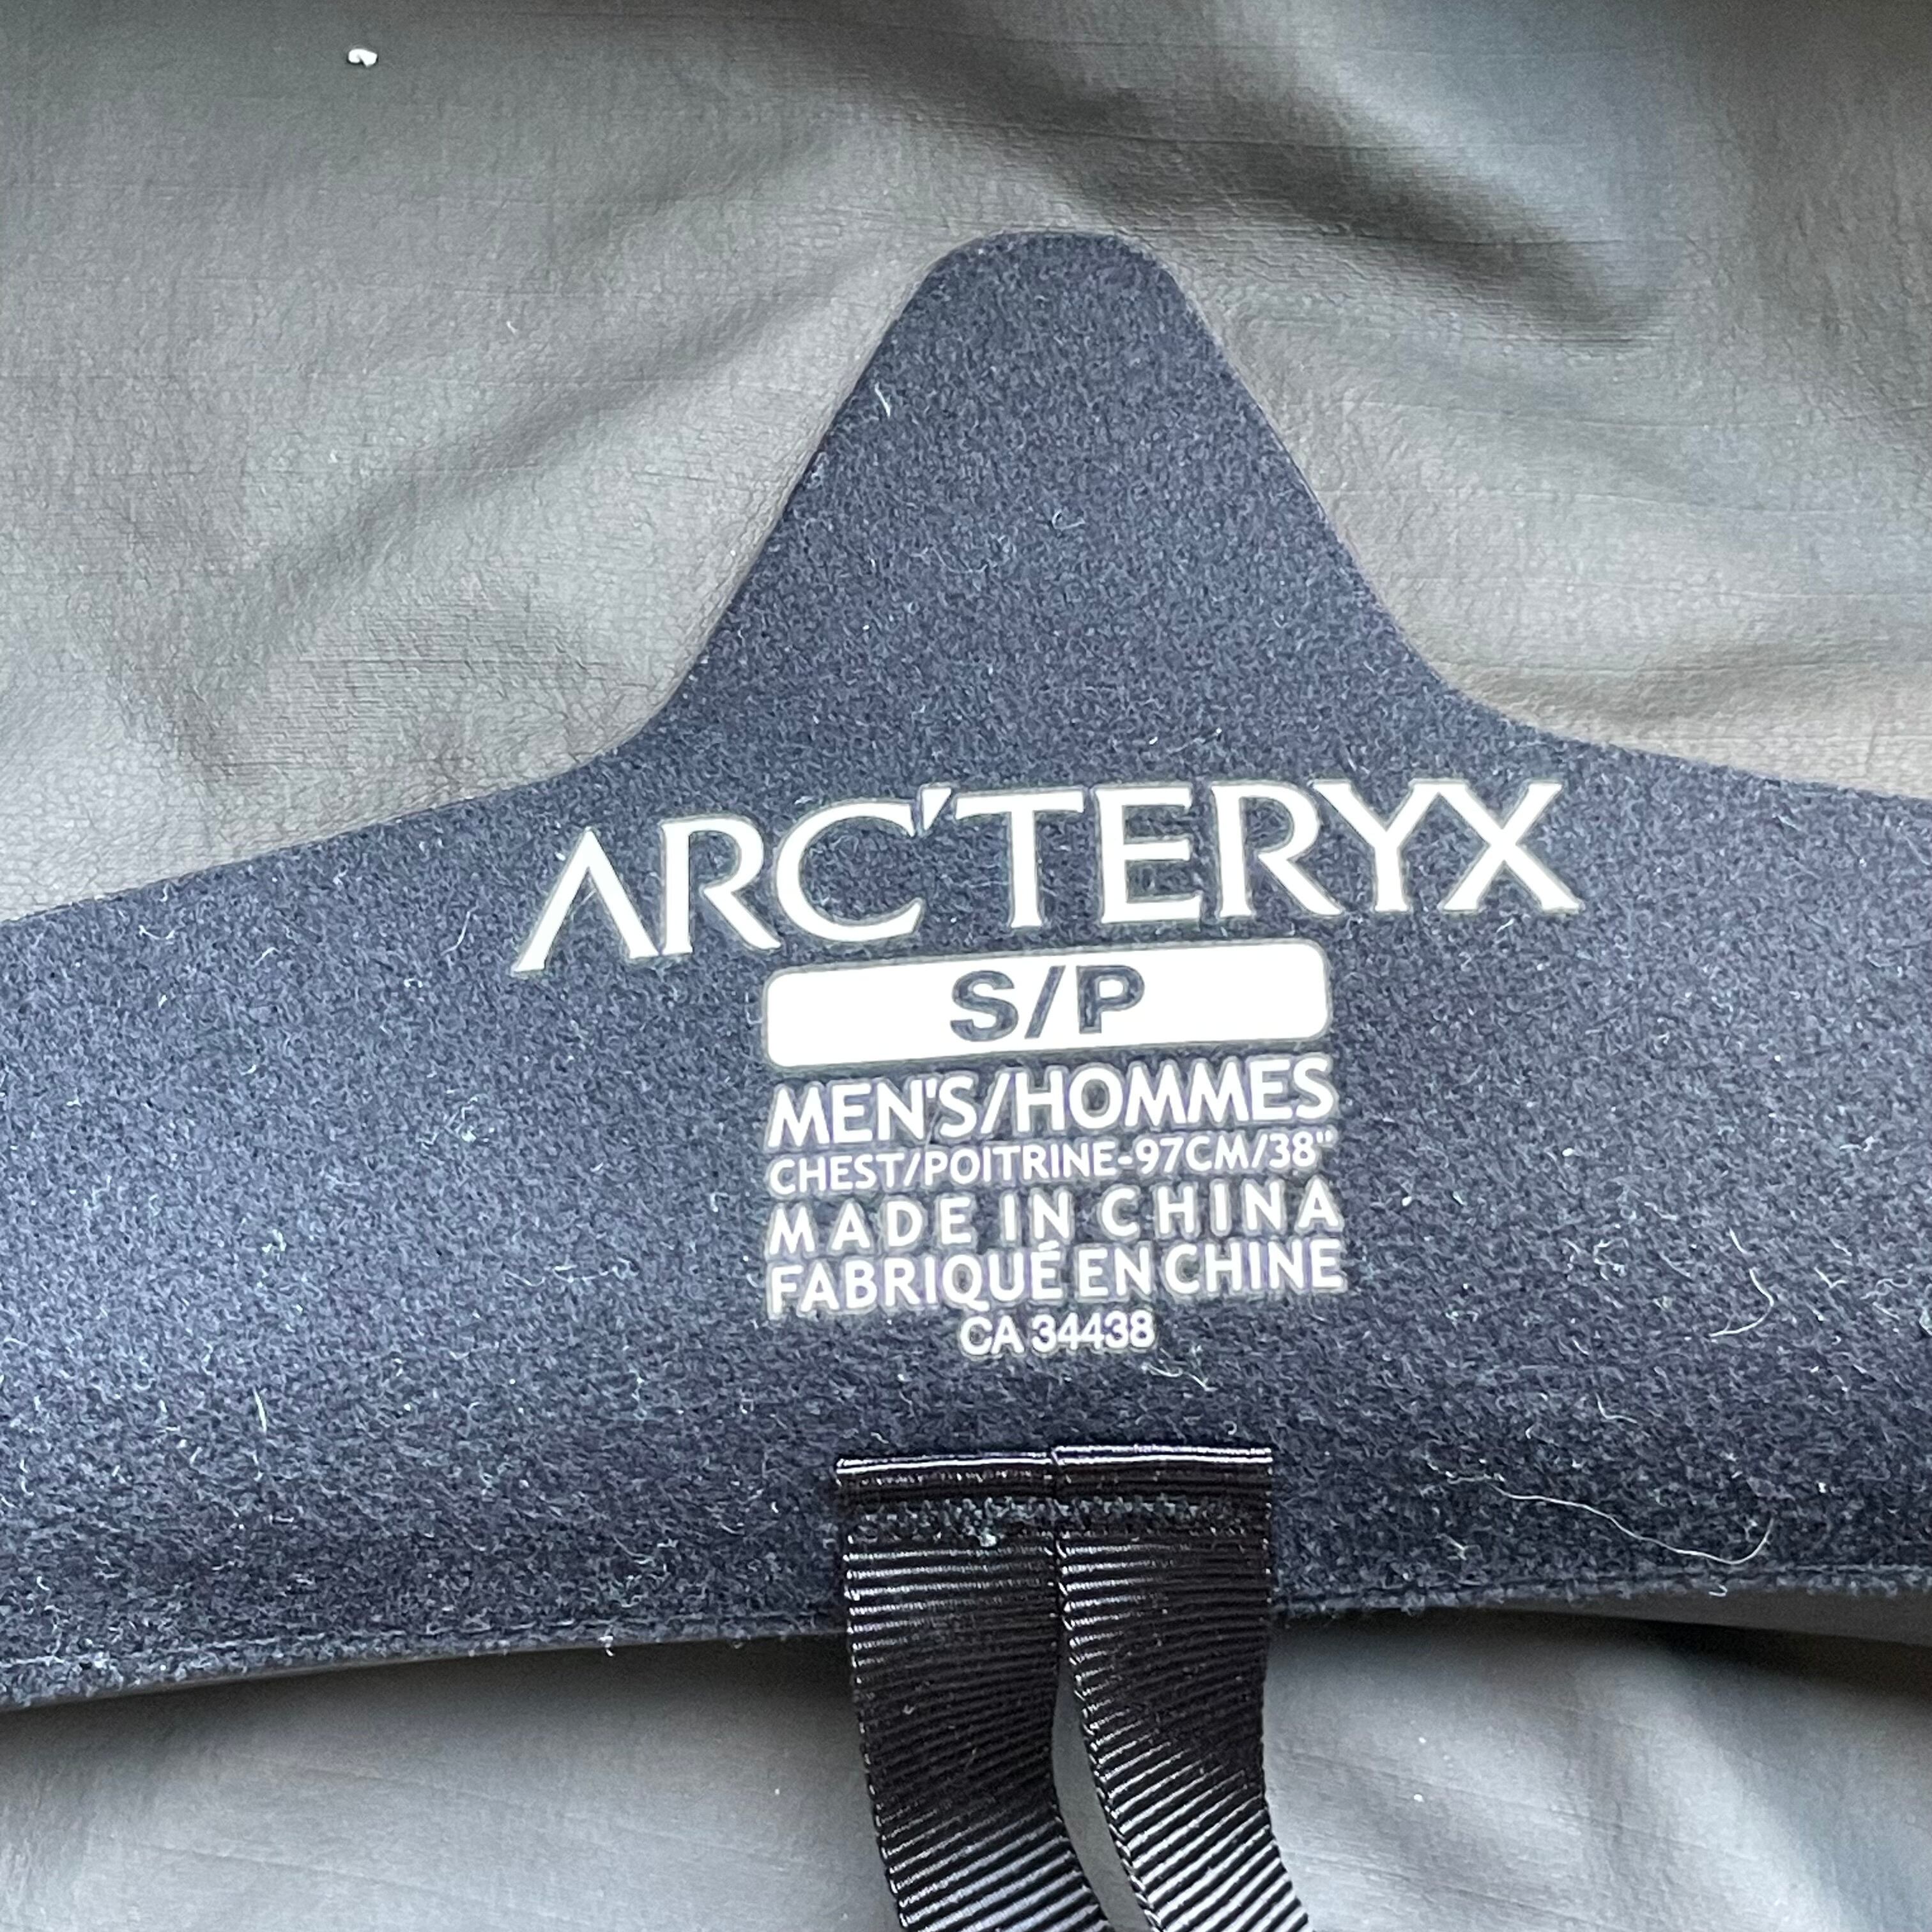 ARC'TERYX
S/P
MEN'S/HOMMES
CHEST/POITRINE-97CM/38"
MADE IN CHINA
FABRIQUÉ EN CHINE
CA 34438